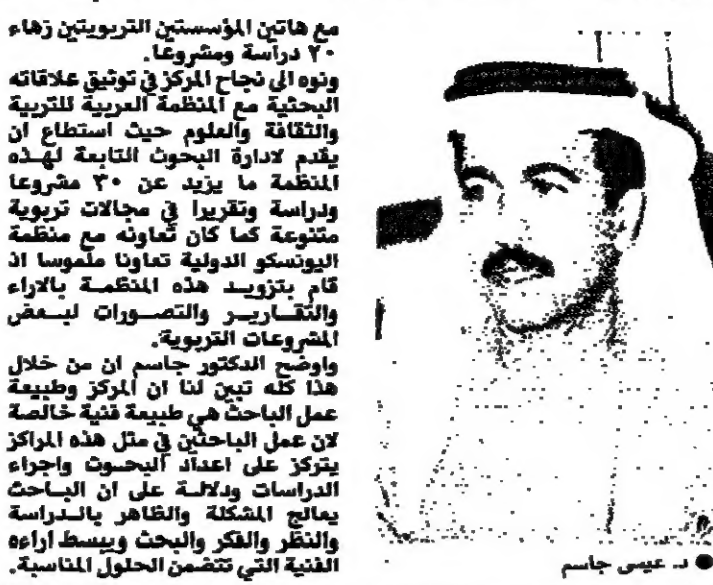 مع هاتين المؤسستين التربويتين زهاء
٢٠ دراسة ومشروعا.
ونوه الى نجاح المركز في توثيق علاقاته
البحثية مع المنظمة العربية للتربية
والثقافة والعلوم حيث استطاع ان
يقدم لادارة البحوث التابعة لهذه
المنظمة ما يزيد عن ٣٠ مشروعا
ودراسة وتقريرا في مجالات تربوية
متنوعة كما كان تعاونه مع منظمة
اليونسكو الدولية تعاونا ملموسا اذ
قام بتزويد هذه المنظمة بالاراء
والتقارير والتصورات لبعض
المشروعات التربوية.
واوضح الدكتور جاسم ان من خلال
هذا كله تبين لنا ان المركز وطبيعة
عمل الباحث هي طبيعة فنية خالصة
لان عمل الباحثين في مثل هذه المراكز
يتركز على اعداد البحوث واجراء
الدراسات ودلالة على ان الباحث
يعالج المشكلة والظاهر بالدراسة
والنظر والفكر والبحث ويبسط اراءه
الفنية التي تتضمن الحلول المناسبة.
● د. عيسى جاسم